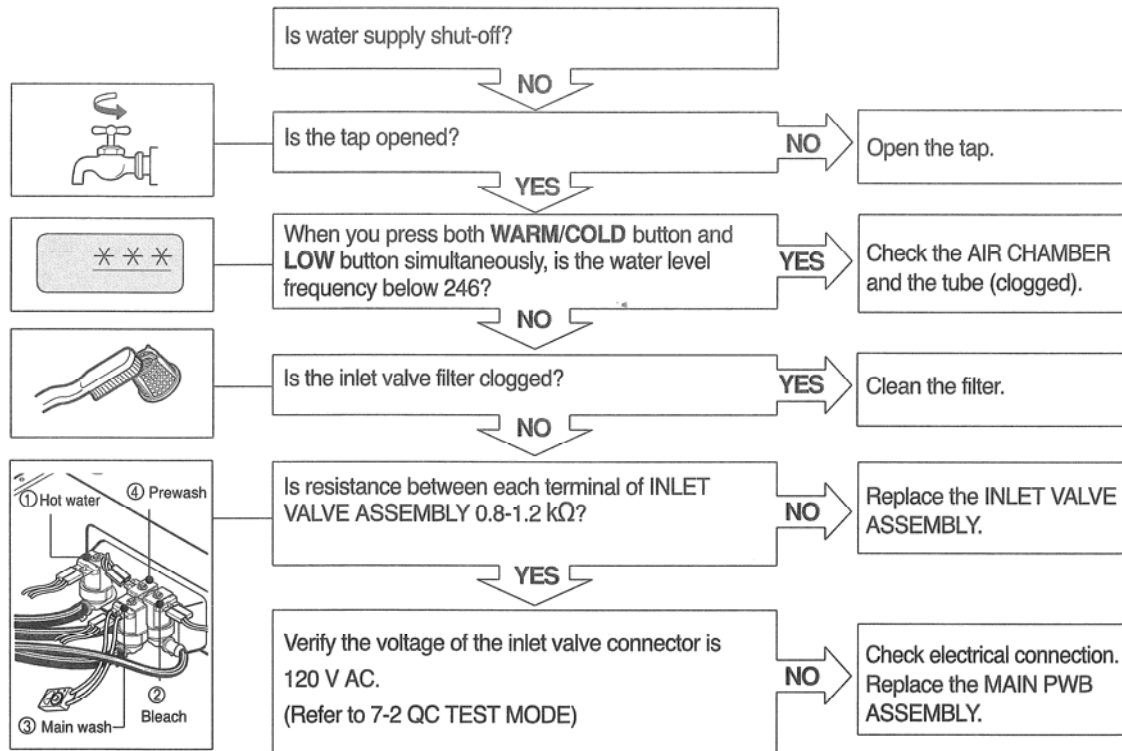 Is water supply shut-off?
NO
Is the tap opened?
NO
Open the tap.
YES
* * *
When you press both WARM/COLD button and
LOW button simultaneously, is the water level
frequency below 246?
YES
Check the AIR CHAMBER
and the tube (clogged).
NO
Is the inlet valve filter clogged?
YES
Clean the filter.
NO
① Hot water
④ Prewash
② Bleach
③ Main wash
Is resistance between each terminal of INLET
VALVE ASSEMBLY 0.8-1.2 kΩ?
NO
Replace the INLET VALVE
ASSEMBLY.
YES
Verify the voltage of the inlet valve connector is
120 V AC.
(Refer to 7-2 QC TEST MODE)
NO
Check electrical connection.
Replace the MAIN PWB
ASSEMBLY.